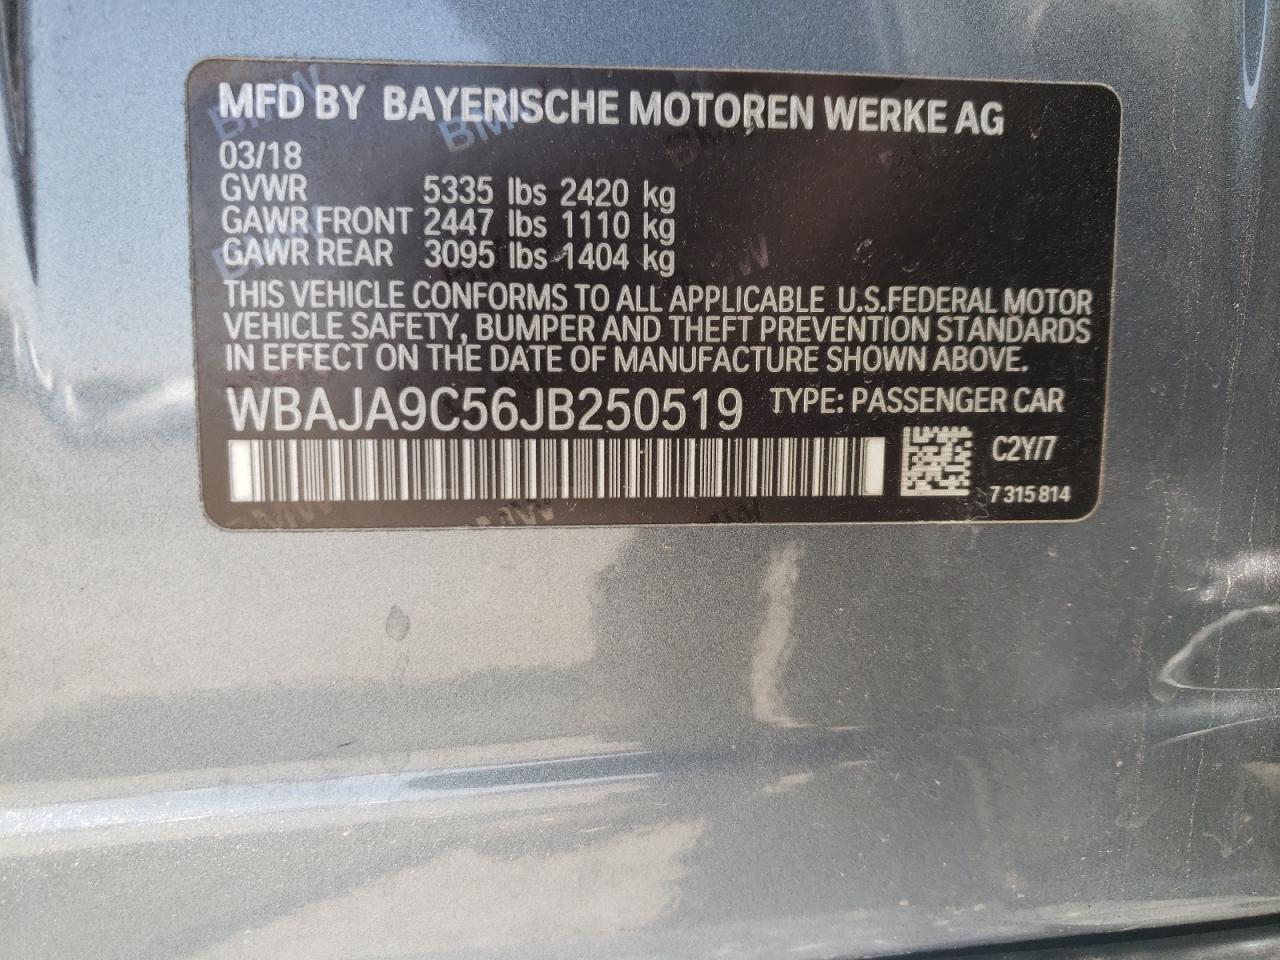 MFD BY BAYERISCHE MOTOREN WERKE AG
03/18
GVWR 5335 lbs 2420 kg
GAWR FRONT 2447 lbs 1110 kg
GAWR REAR 3095 lbs 1404 kg
THIS VEHICLE CONFORMS TO ALL APPLICABLE U.S.FEDERAL MOTOR
VEHICLE SAFETY, BUMPER AND THEFT PREVENTION STANDARDS
IN EFFECT ON THE DATE OF MANUFACTURE SHOWN ABOVE.
WBAJA9C56JB250519 TYPE: PASSENGER CAR
C2Y/7
7 315 814